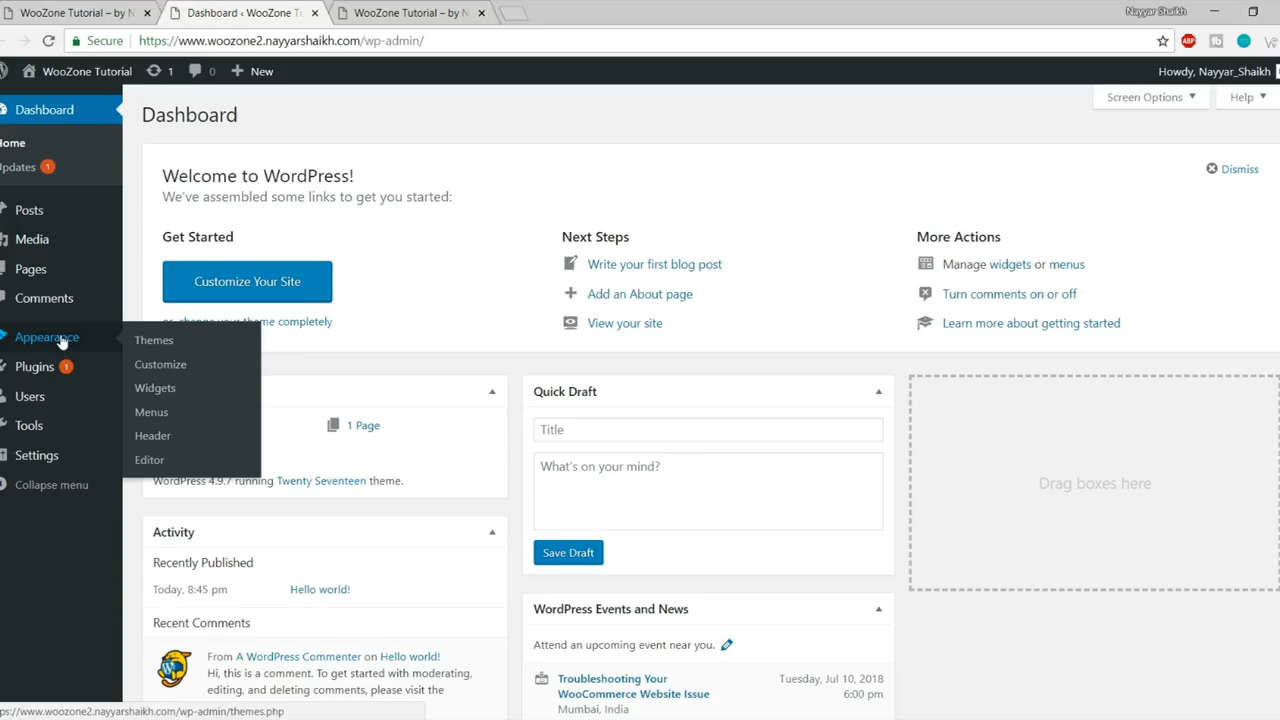 WooZone Tutorial – by N
Dashboard ‹ WooZone T
WooZone Tutorial – by N
Nayyar Shaikh
Secure
https://www.woozone2.nayyarshaikh.com/wp-admin/
ABP
WooZone Tutorial
1
0
New
Howdy, Nayyar_Shaikh
Dashboard
Home
Updates 1
Posts
Media
Pages
Comments
Appearance
Plugins 1
Users
Tools
Settings
Collapse menu
Themes
Customize
Widgets
Menus
Header
Editor
Dashboard
Screen Options
Help
Welcome to WordPress!
We've assembled some links to get you started:
Dismiss
Get Started
Customize Your Site
or, change your theme completely
Next Steps
Write your first blog post
Add an About page
View your site
More Actions
Manage widgets or menus
Turn comments on or off
Learn more about getting started
1 Page
WordPress 4.9.7 running Twenty Seventeen theme.
Activity
Recently Published
Today, 8:45 pm
Hello world!
Recent Comments
From A WordPress Commenter on Hello world!
Hi, this is a comment. To get started with moderating,
editing, and deleting comments, please visit the
Quick Draft
Title
What's on your mind?
Save Draft
WordPress Events and News
Attend an upcoming event near you.
Troubleshooting Your
WooCommerce Website Issue
Mumbai, India
Tuesday, Jul 10, 2018
6:00 pm
Drag boxes here
ps://www.woozone2.nayyarshaikh.com/wp-admin/themes.php